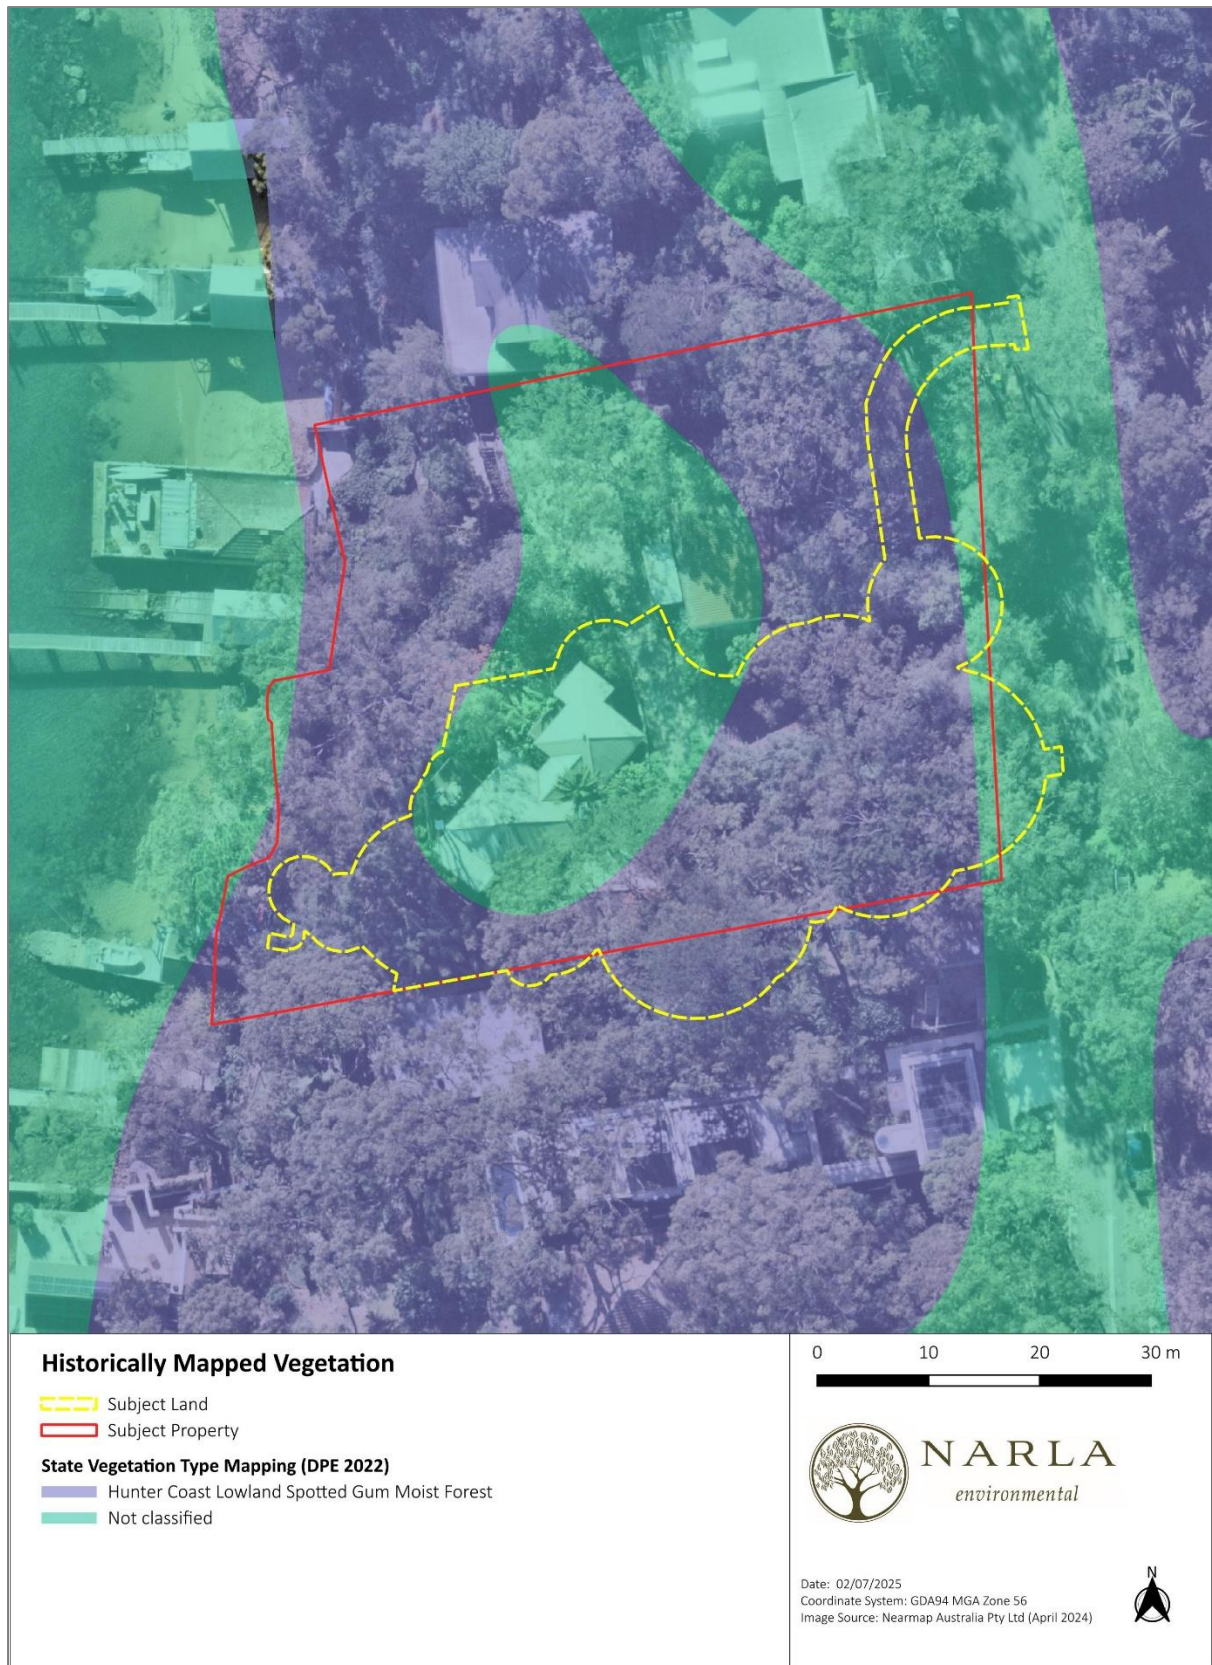 Historically Mapped Vegetation
Subject Land
Subject Property
State Vegetation Type Mapping (DPE 2022)
Hunter Coast Lowland Spotted Gum Moist Forest
Not classified
0 10 20 30 m
NARLA
environmental
Date: 02/07/2025
Coordinate System: GDA94 MGA Zone 56
Image Source: Nearmap Australia Pty Ltd (April 2024)
N